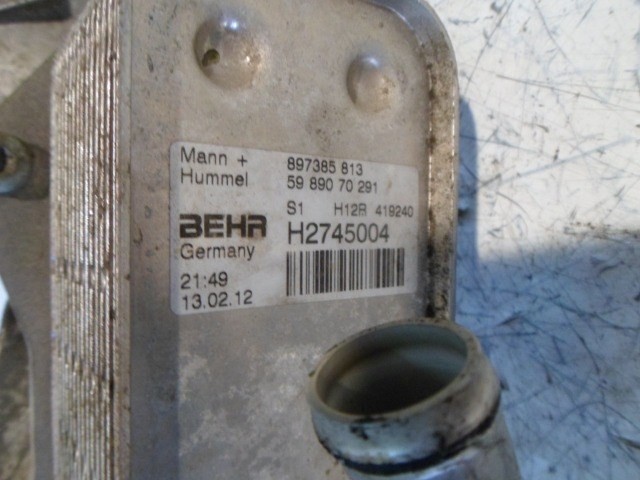 Mann + 897385 813
Hummel 59 890 70 291
S1 H12R 419240
BEHR H2745004
Germany
21:49
13.02.12